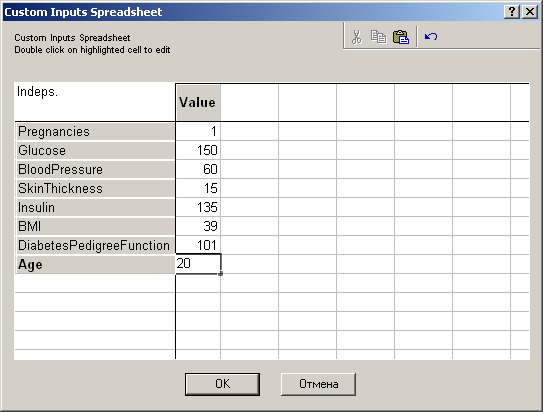 Custom Inputs Spreadsheet
Custom Inputs Spreadsheet
Double click on highlighted cell to edit
Indeps. Value
Pregnancies 1
Glucose 150
BloodPressure 60
SkinThickness 15
Insulin 135
BMI 39
DiabetesPedigreeFunction 101
Age 20
OK Отмена